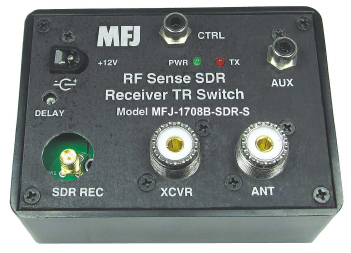 MFJ
CTRL
+12V
PWR TX
AUX
RF Sense SDR
Receiver TR Switch
DELAY
Model MFJ-1708B-SDR-S
SDR REC
XCVR
ANT